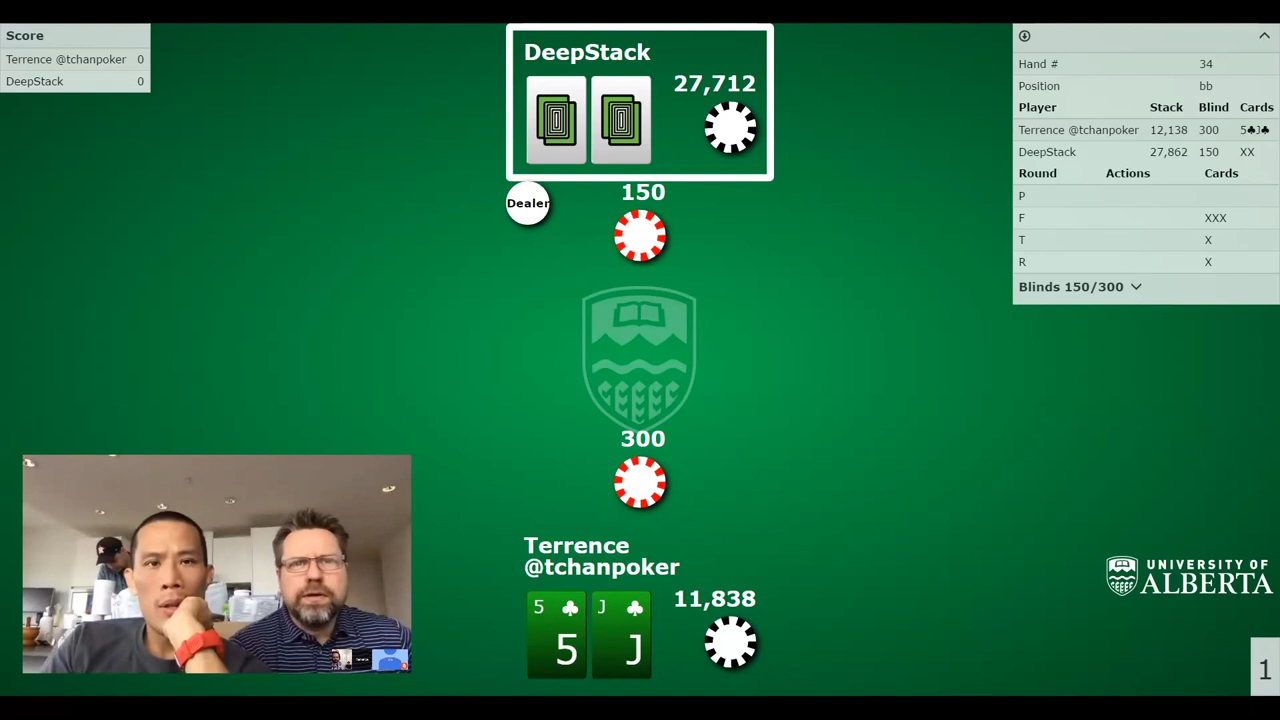 Score
Terrence @tchanpoker 0
DeepStack 0
DeepStack
27,712
Dealer
150
300
Terrence
@tchanpoker
11,838
5 J
5 J
Hand # 34
Position bb
Player Stack Blind Cards
Terrence @tchanpoker 12,138 300 5♣J♣
DeepStack 27,862 150 XX
Round Actions Cards
P
F XXX
T X
R X
Blinds 150/300
UNIVERSITY OF
ALBERTA
1